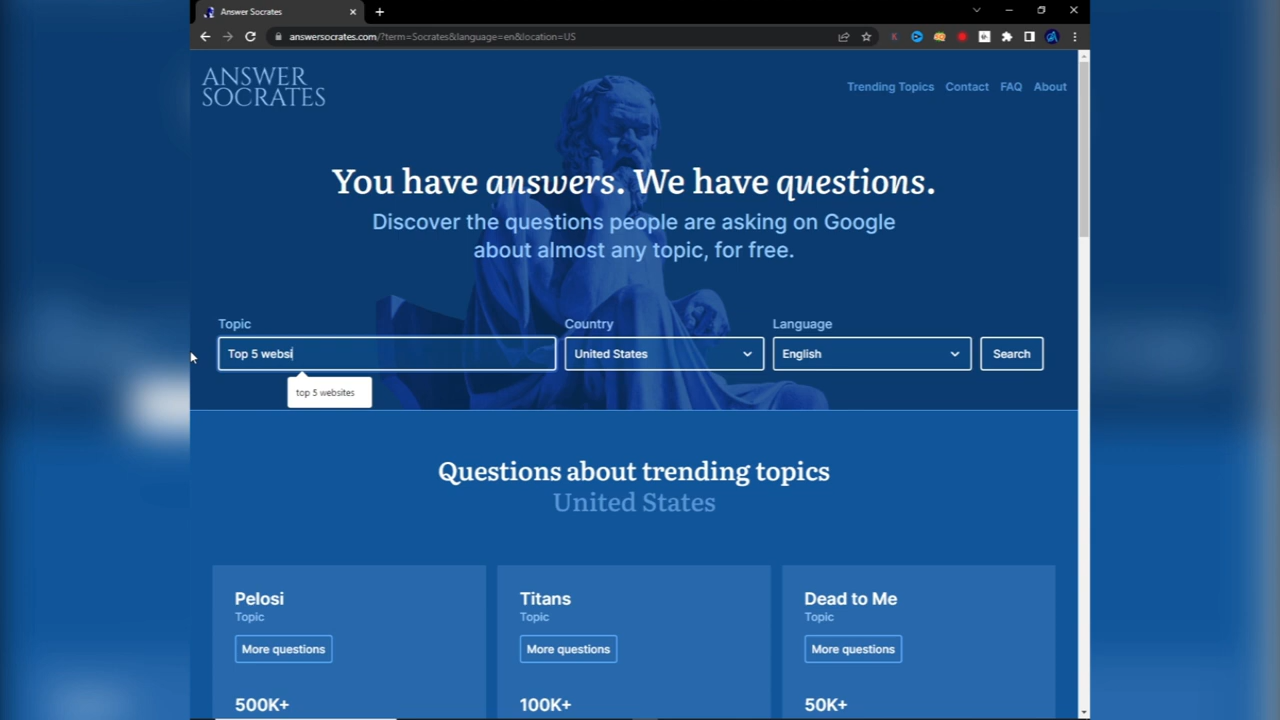 Answer Socrates
answersocrates.com/?term=Socrates&language=en&location=US
ANSWER
SOCRATES
Trending Topics Contact FAQ About
You have answers. We have questions.
Discover the questions people are asking on Google
about almost any topic, for free.
Topic Country Language
Top 5 websi United States English Search
top 5 websites
Questions about trending topics
United States
Pelosi Titans Dead to Me
Topic Topic Topic
More questions More questions More questions
500K+ 100K+ 50K+